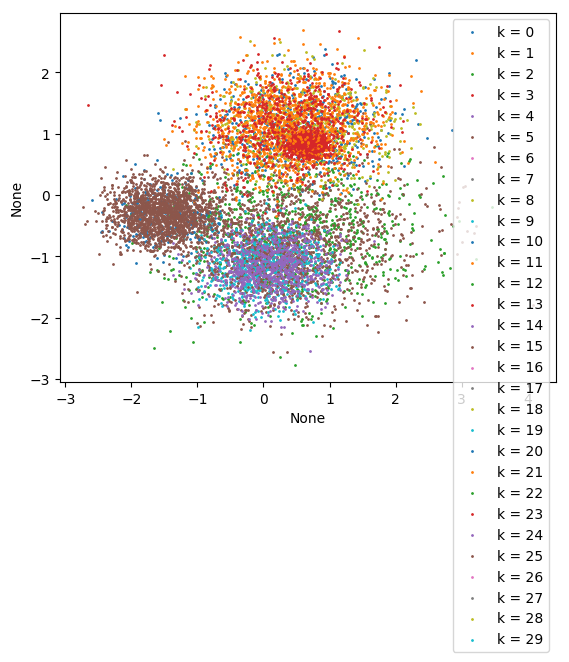 2
1
0
−1
−2
−3
None
−3
−2
−1
0
1
2
3
4
None
k = 0
k = 1
k = 2
k = 3
k = 4
k = 5
k = 6
k = 7
k = 8
k = 9
k = 10
k = 11
k = 12
k = 13
k = 14
k = 15
k = 16
k = 17
k = 18
k = 19
k = 20
k = 21
k = 22
k = 23
k = 24
k = 25
k = 26
k = 27
k = 28
k = 29